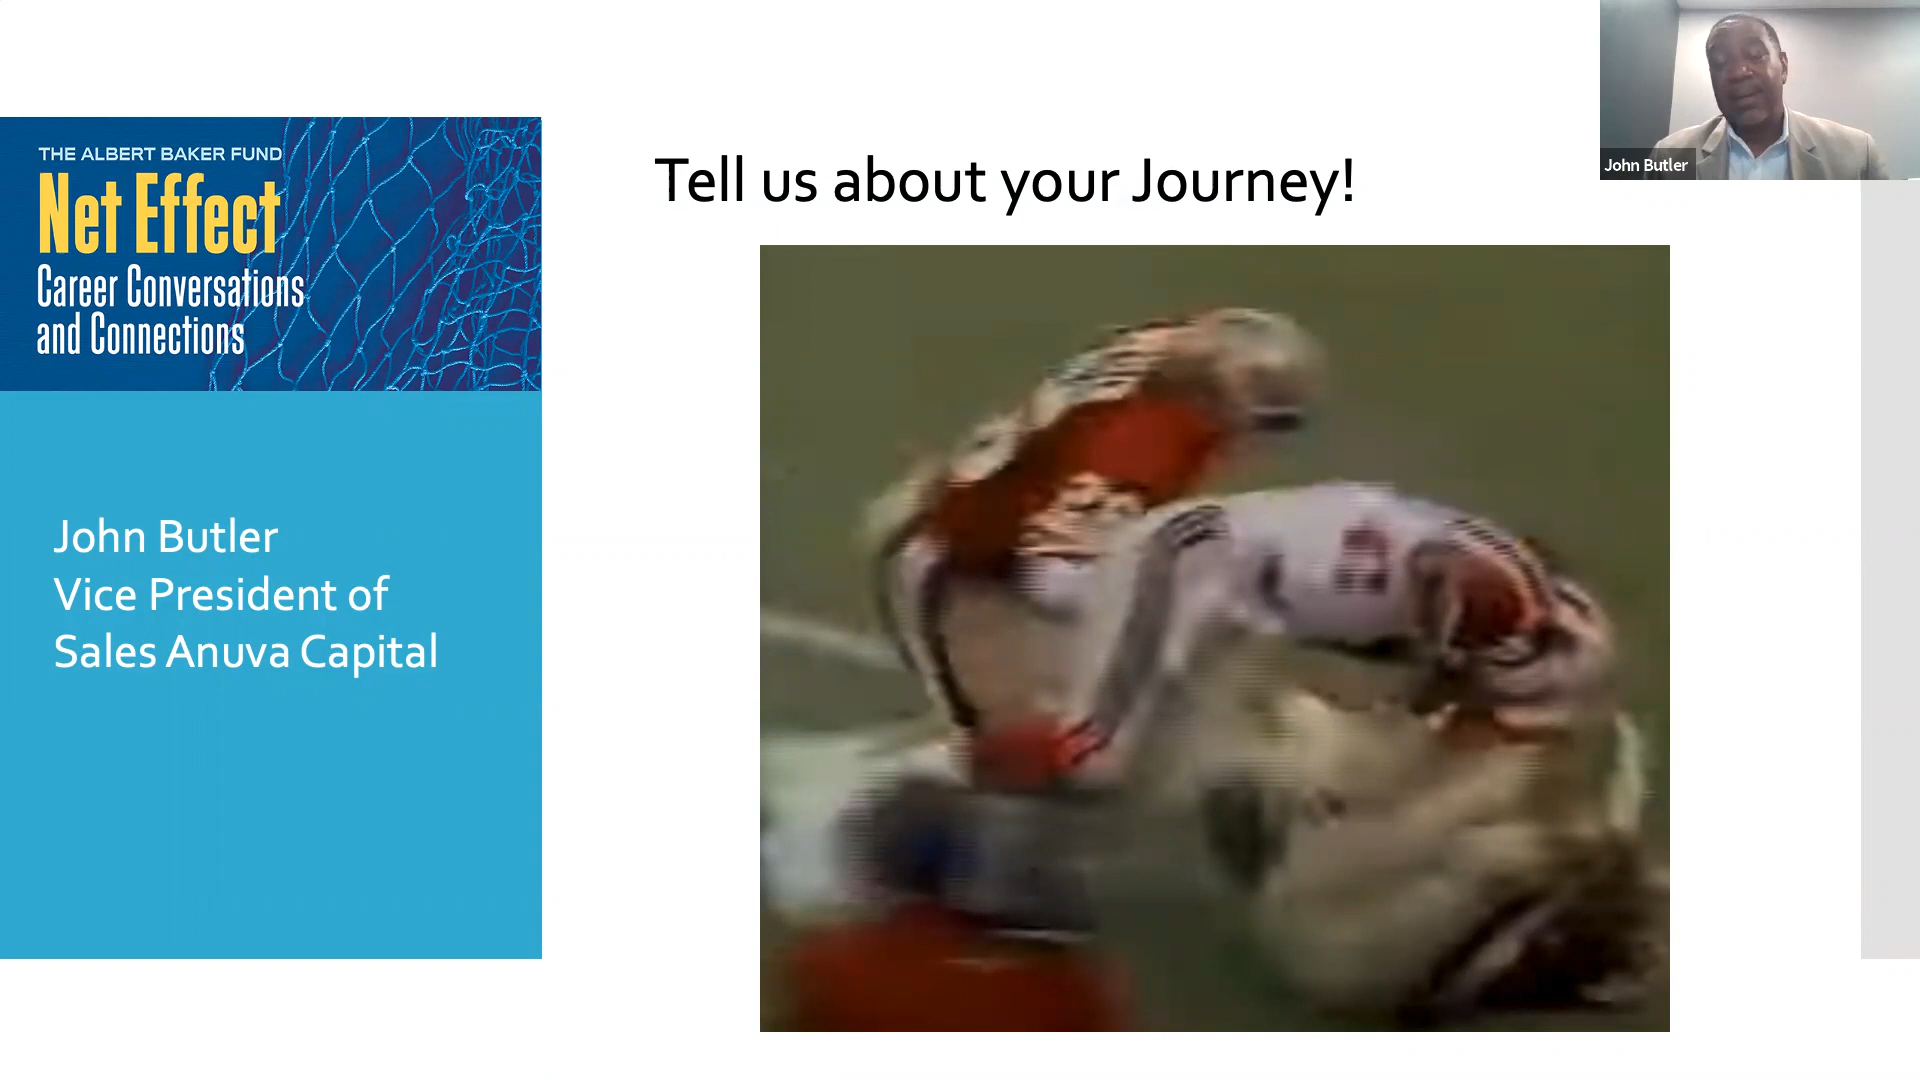 THE ALBERT BAKER FUND
Net Effect
Career Conversations
and Connections
Tell us about your Journey!
John Butler
John Butler
Vice President of
Sales Anuva Capital